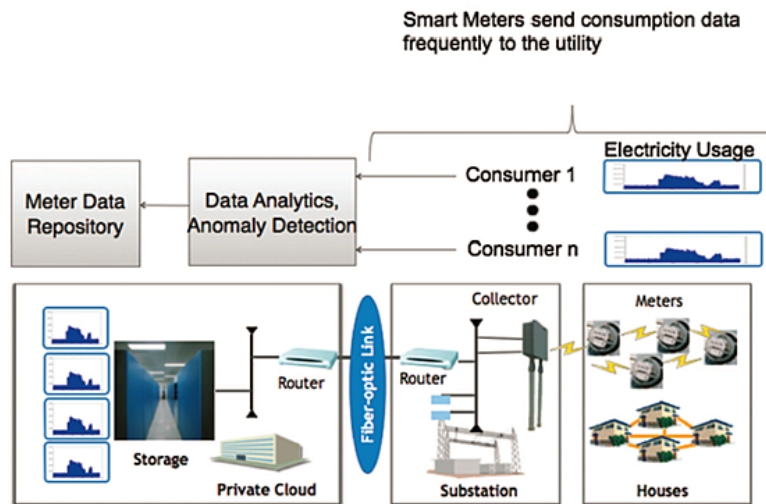 Smart Meters send consumption data
frequently to the utility
Electricity Usage
Meter Data
Repository
Data Analytics,
Anomaly Detection
Consumer 1
Consumer n
Collector
Meters
Router
Fiber-optic Link
Router
Storage
Private Cloud
Substation
Houses